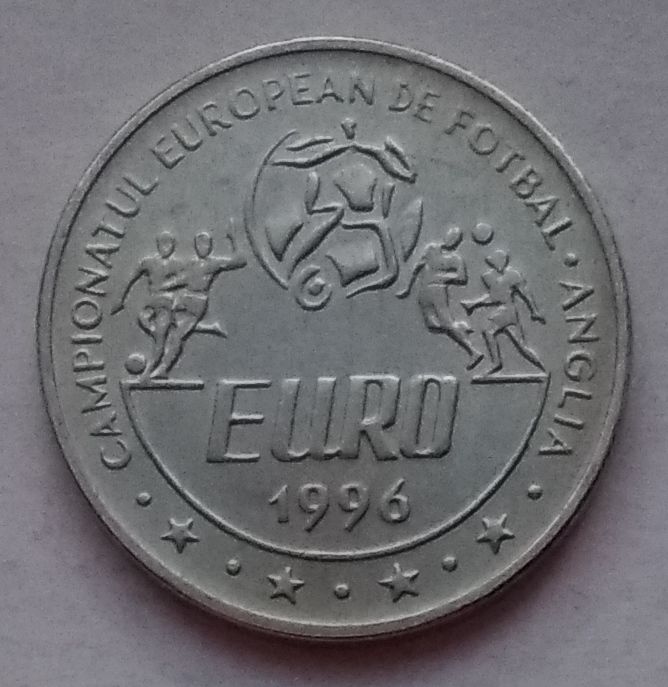 CAMPIONATUL EUROPEAN DE FOTBAL · ANGLIA
EURO
1996